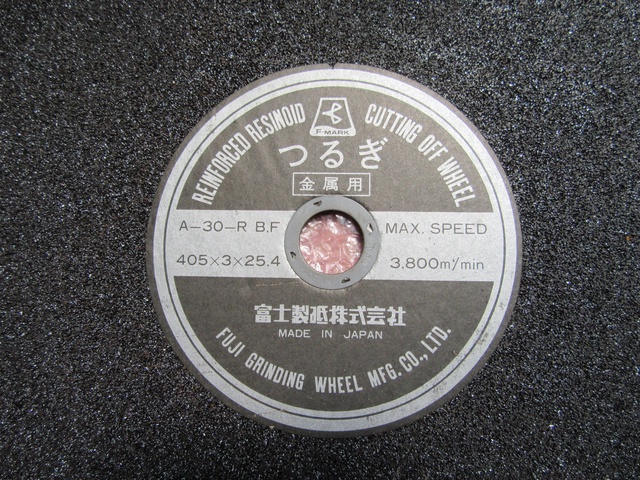 REINFORCED RESINOID CUTTING OFF WHEEL
F-MARK
つるぎ
金属用
A-30-R B.F MAX. SPEED
405×3×25.4 3,800m/min
富士製砥株式会社
MADE IN JAPAN
FUJI GRINDING WHEEL MFG. CO., LTD.